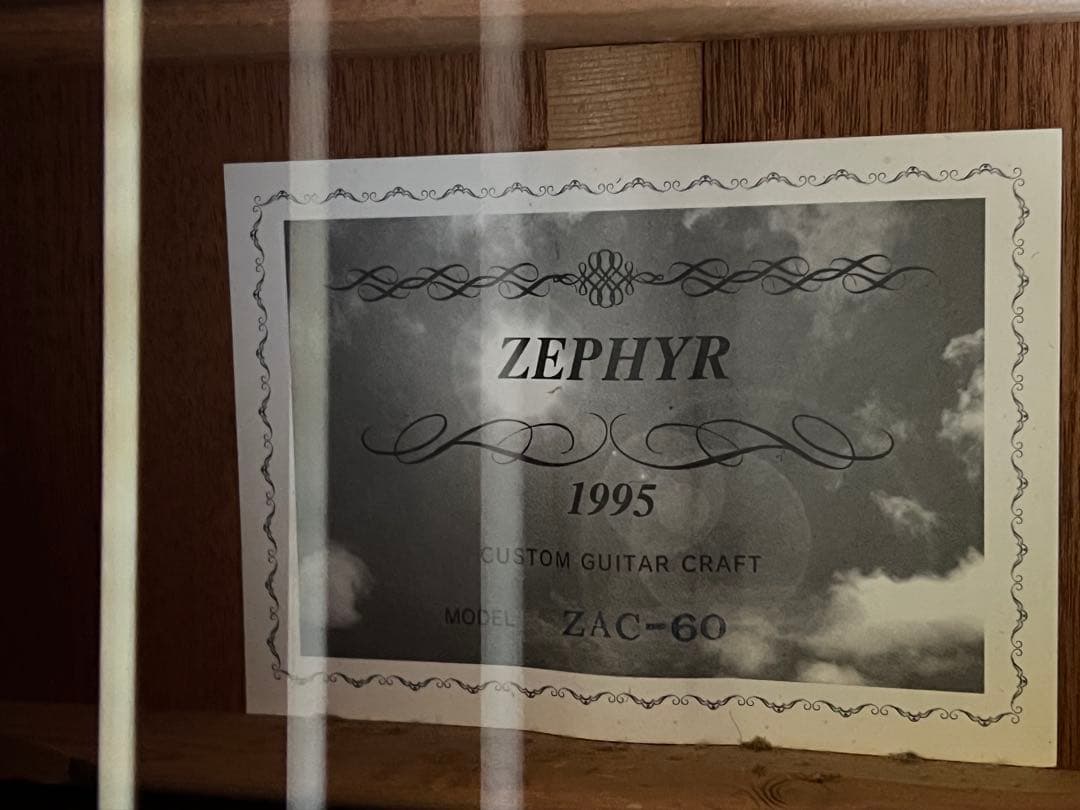 ZEPHYR
1995
CUSTOM GUITAR CRAFT
MODEL ZAC-60